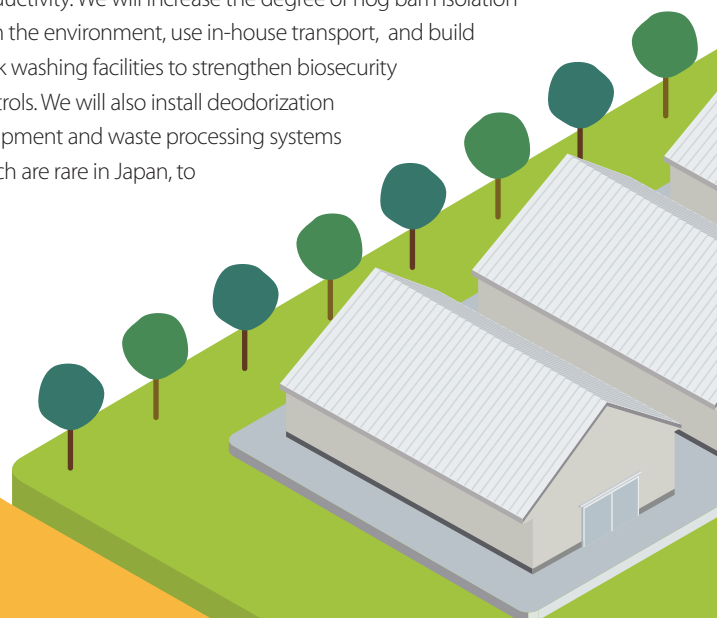 ductivity. We will increase the degree of hog barn isolation
the environment, use in-house transport, and build
washing facilities to strengthen biosecurity
trols. We will also install deodorization
ipment and waste processing systems
ch are rare in Japan, to